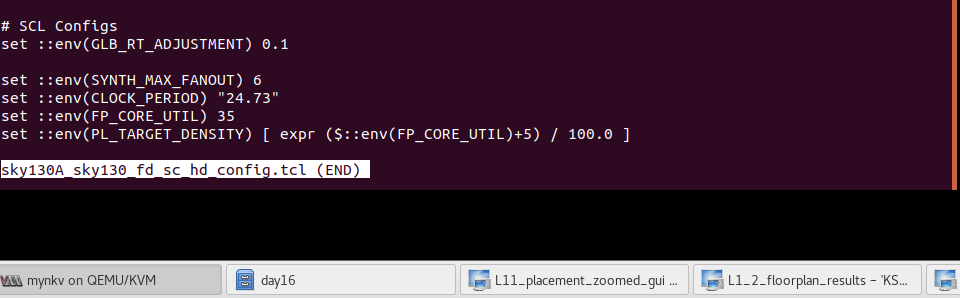 # SCL Configs
set ::env(GLB_RT_ADJUSTMENT) 0.1
set ::env(SYNTH_MAX_FANOUT) 6
set ::env(CLOCK_PERIOD) "24.73"
set ::env(FP_CORE_UTIL) 35
set ::env(PL_TARGET_DENSITY) [ expr ($::env(FP_CORE_UTIL)+5) / 100.0 ]
sky130A_sky130_fd_sc_hd_config.tcl (END)
mynkv on QEMU/KVM
day16
L11_placement_zoomed_gui ...
L1_2_floorplan_results – 'KS...